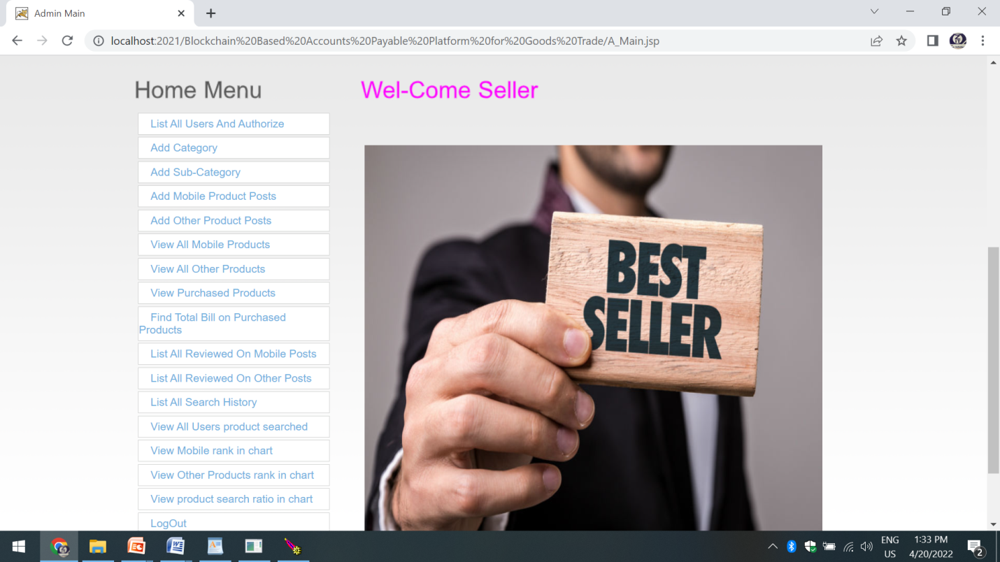 Admin Main
localhost:2021/Blockchain%20Based%20Accounts%20Payable%20Platform%20for%20Goods%20Trade/A_Main.jsp
Home Menu
Wel-Come Seller
List All Users And Authorize
Add Category
Add Sub-Category
Add Mobile Product Posts
Add Other Product Posts
View All Mobile Products
View All Other Products
View Purchased Products
Find Total Bill on Purchased
Products
List All Reviewed On Mobile Posts
List All Reviewed On Other Posts
List All Search History
View All Users product searched
View Mobile rank in chart
View Other Products rank in chart
View product search ratio in chart
LogOut
BEST
SELLER
ENG
US
1:33 PM
4/20/2022
2